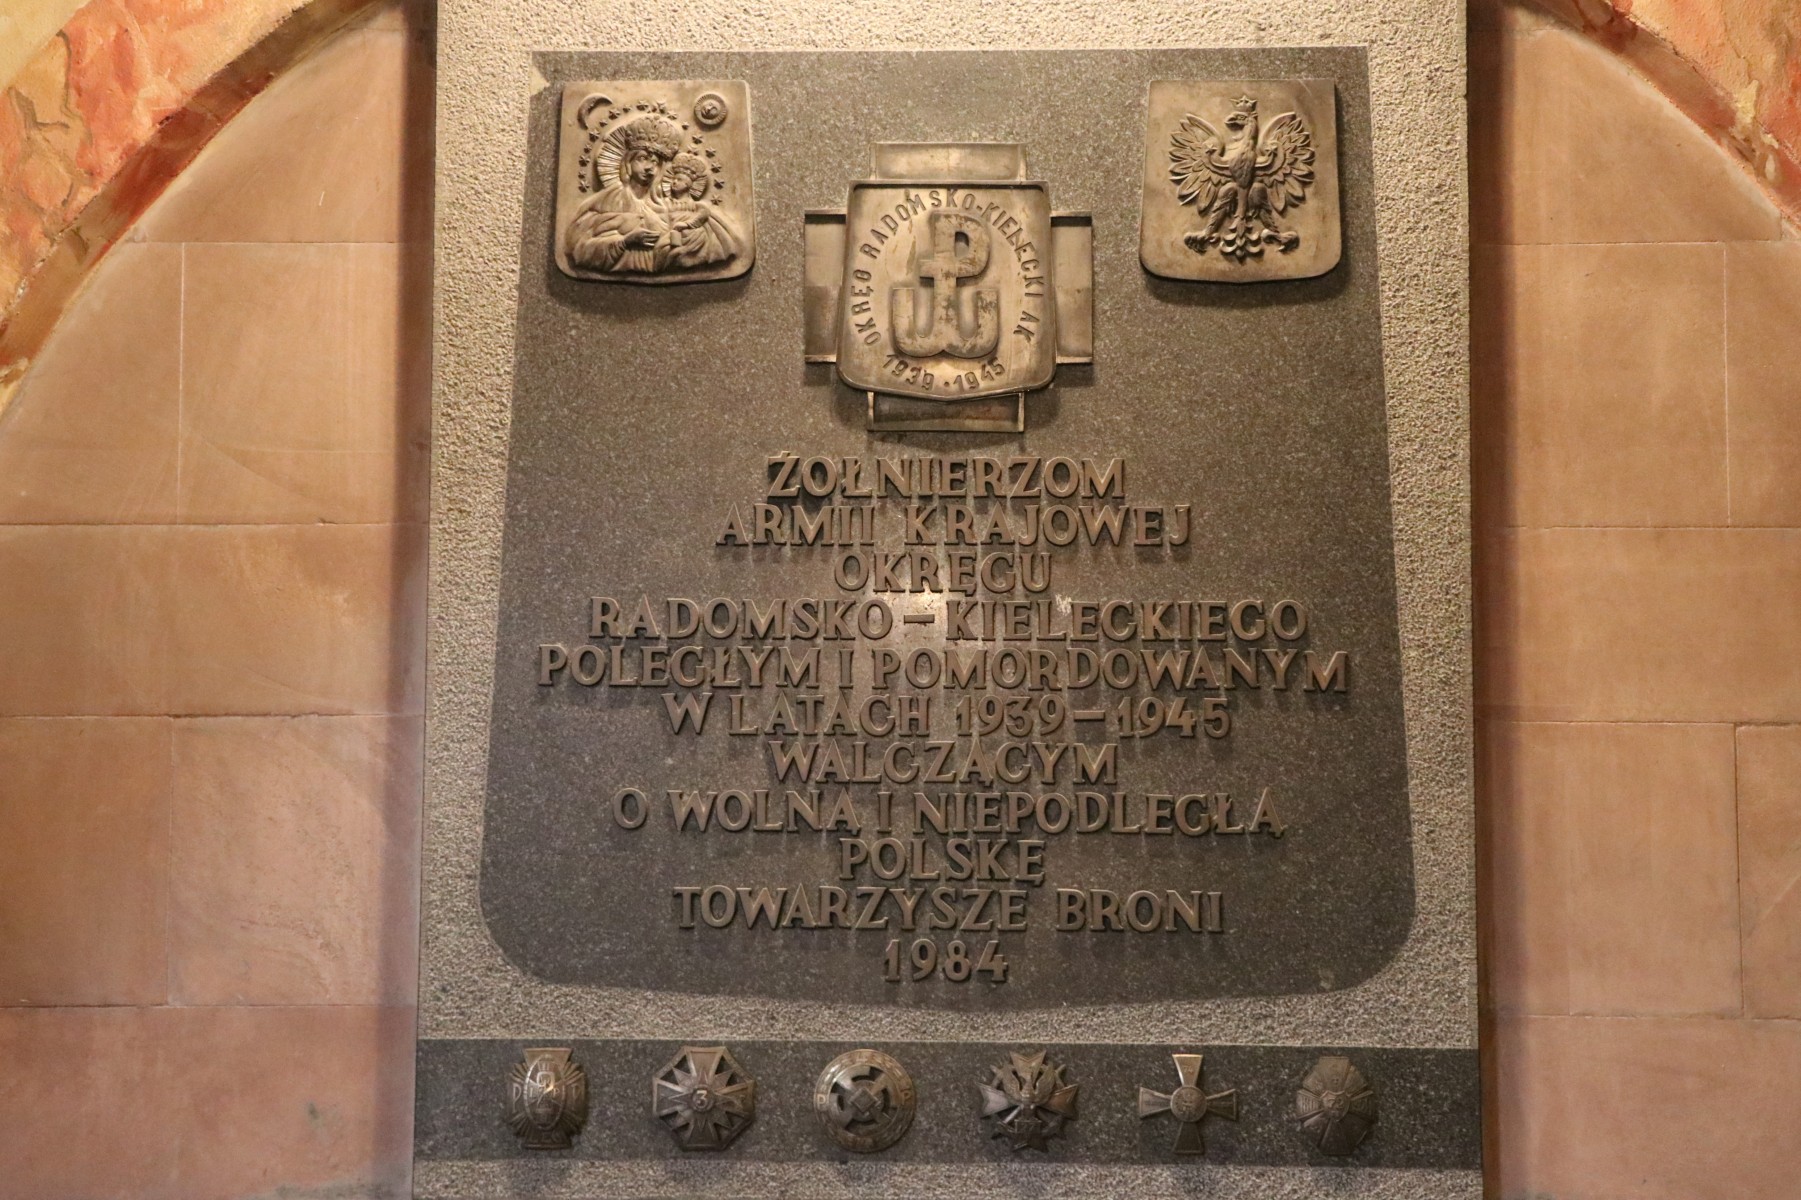 OKRĘG RADOMSKO-KIELECKI AK
1939·1945
ŻOŁNIERZOM
ARMII KRAJOWEJ
OKRĘGU
RADOMSKO-KIELECKIEGO
POLEGŁYM I POMORDOWANYM
W LATACH 1939-1945
WALCZĄCYM
O WOLNĄ I NIEPODLEGŁĄ
POLSKĘ
TOWARZYSZE BRONI
1984
3